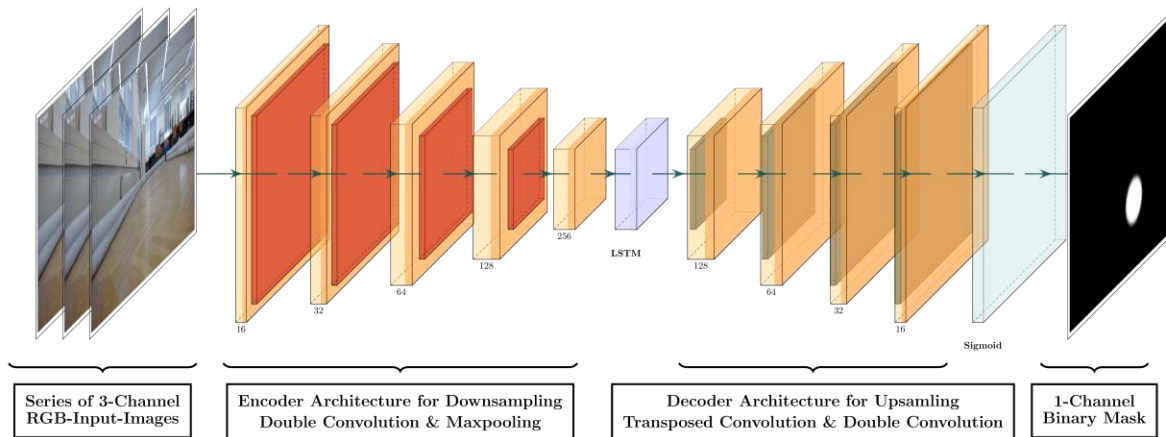 16
32
64
128
256
LSTM
128
64
32
16
Sigmoid
Series of 3-Channel
RGB-Input-Images
Encoder Architecture for Downsampling
Double Convolution & Maxpooling
Decoder Architecture for Upsamling
Transposed Convolution & Double Convolution
1-Channel
Binary Mask